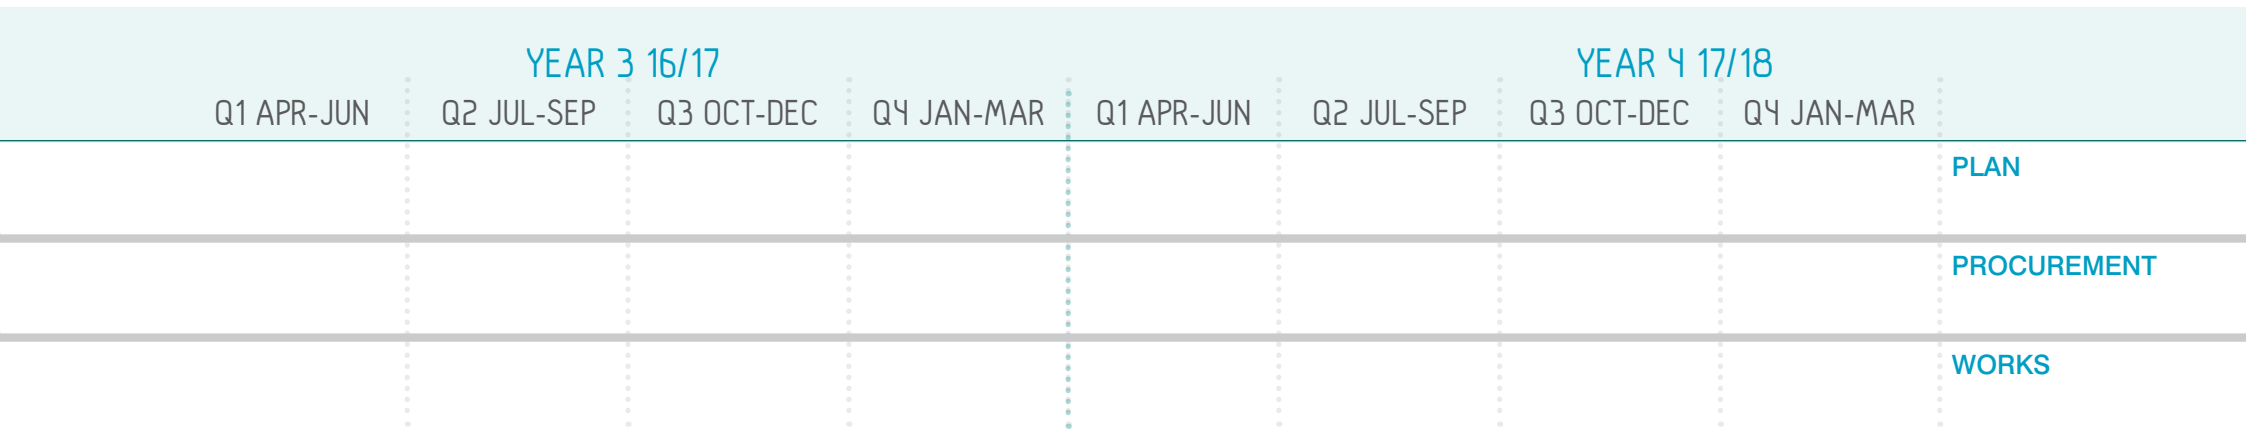 YEAR 3 16/17 YEAR 4 17/18
Q1 APR-JUN Q2 JUL-SEP Q3 OCT-DEC Q4 JAN-MAR Q1 APR-JUN Q2 JUL-SEP Q3 OCT-DEC Q4 JAN-MAR
PLAN
PROCUREMENT
WORKS